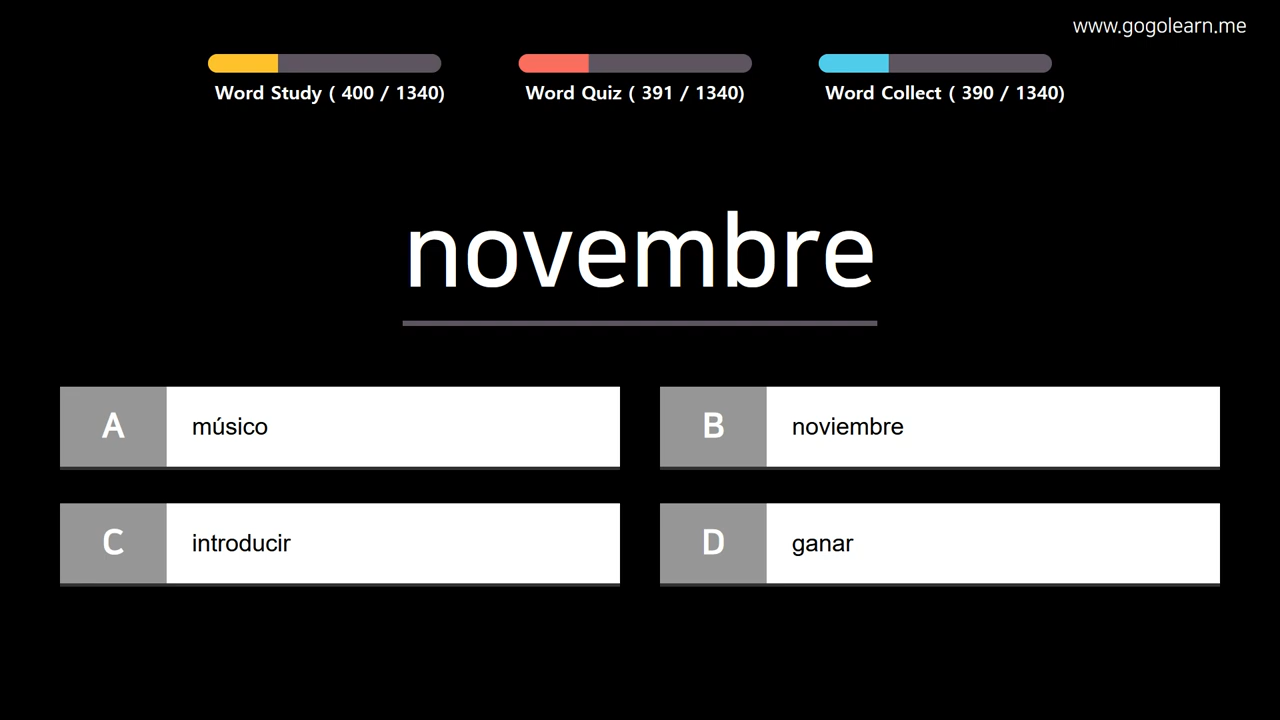 www.gogolearn.me
Word Study ( 400 / 1340)
Word Quiz ( 391 / 1340)
Word Collect ( 390 / 1340)
novembre
A músico
B noviembre
C introducir
D ganar